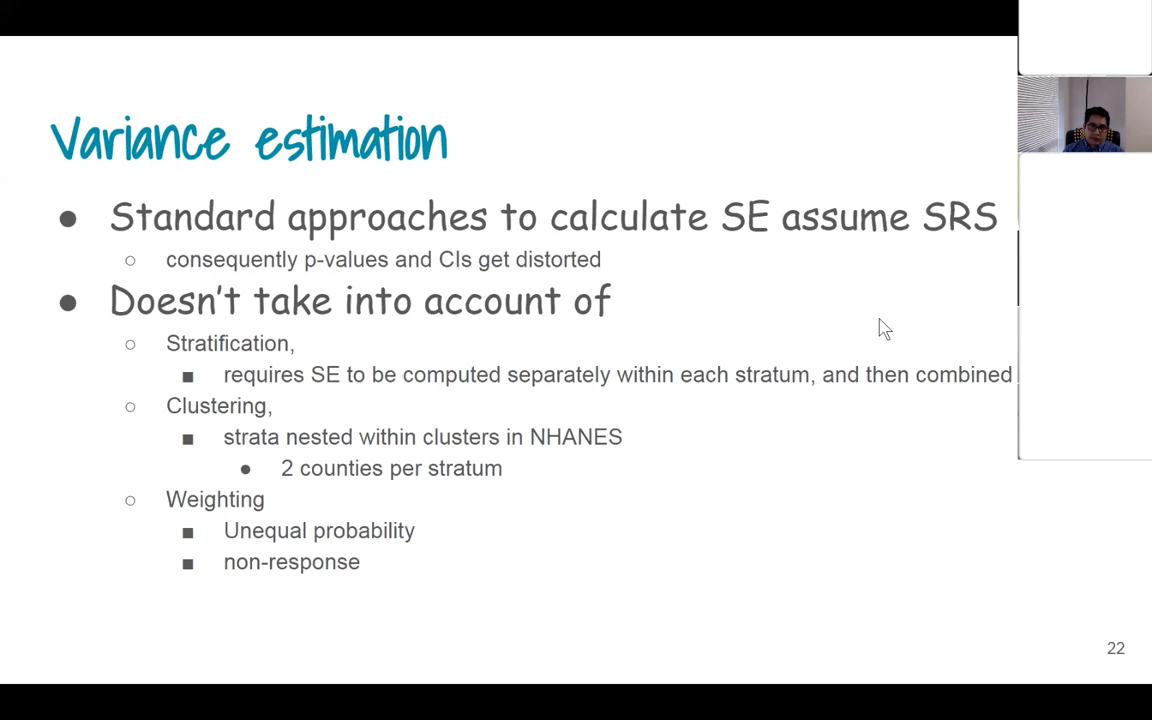 Variance estimation
● Standard approaches to calculate SE assume SRS
○ consequently p-values and CIs get distorted
● Doesn't take into account of
○ Stratification,
■ requires SE to be computed separately within each stratum, and then combined
○ Clustering,
■ strata nested within clusters in NHANES
● 2 counties per stratum
○ Weighting
■ Unequal probability
■ non-response
22